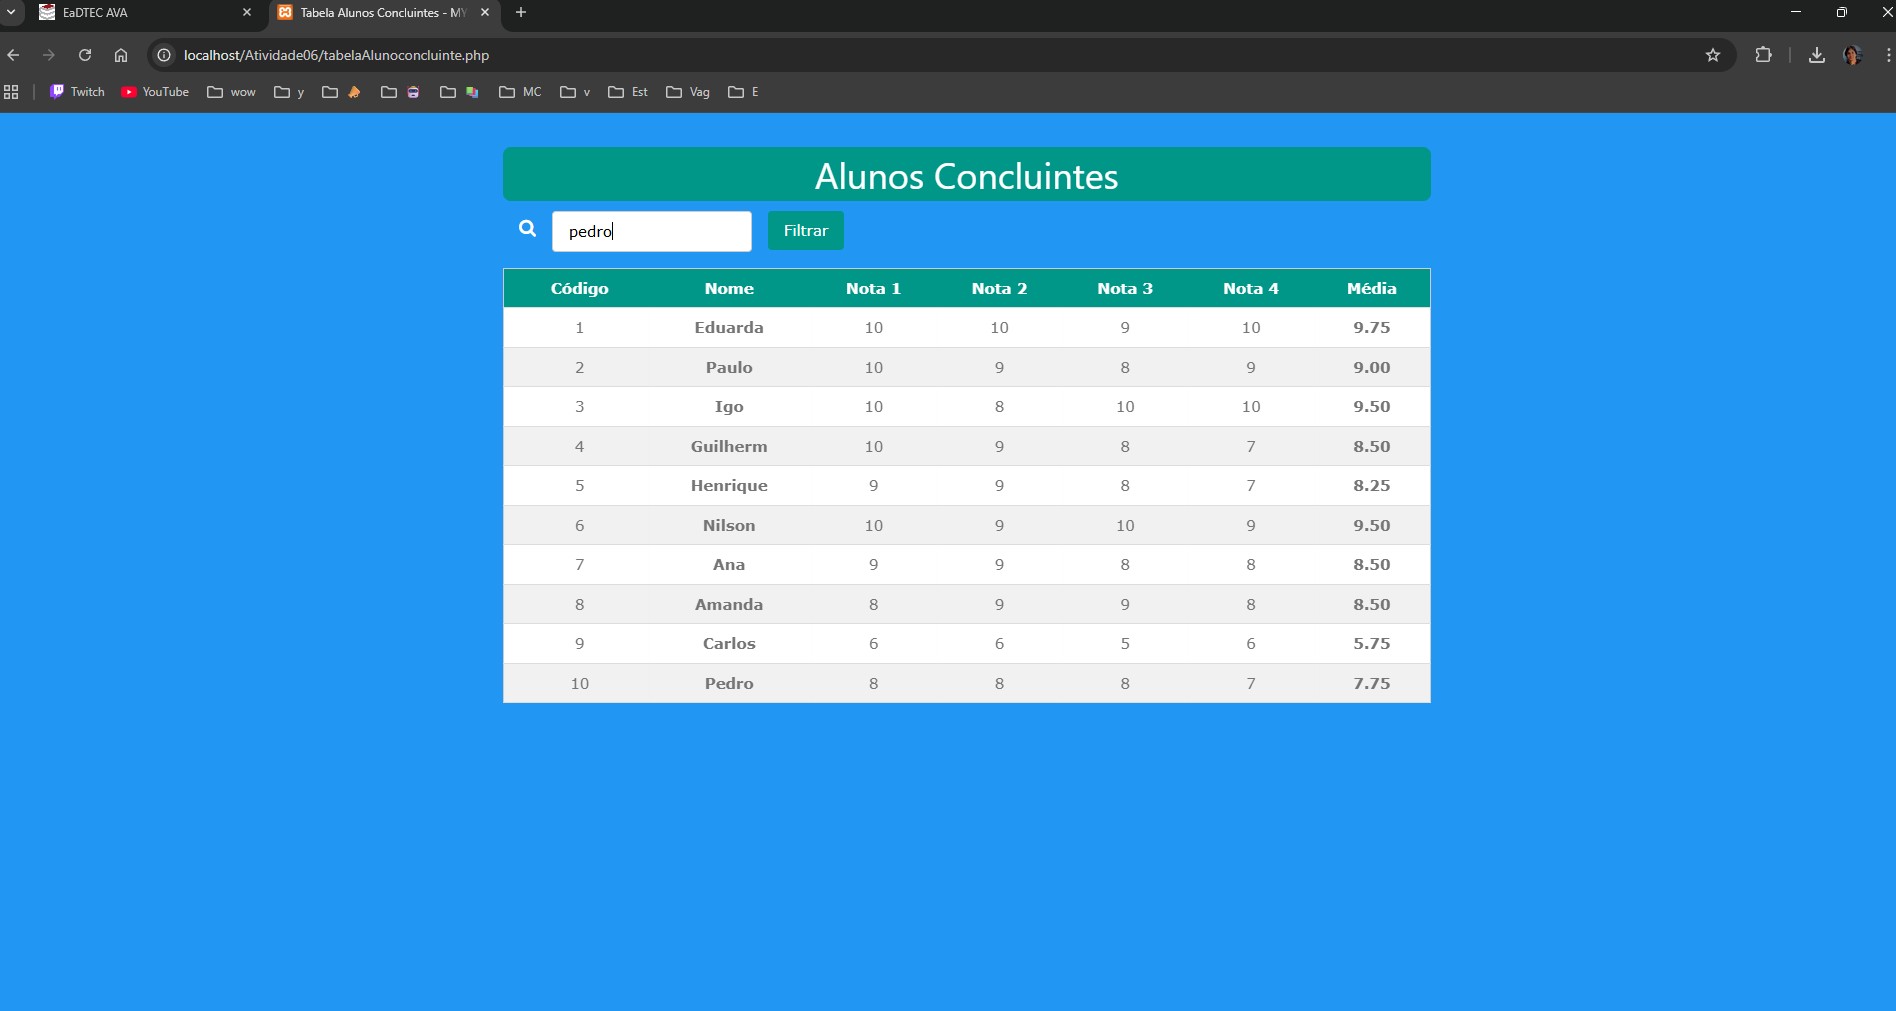 EaDTEC AVA
Tabela Alunos Concluintes - MY
localhost/Atividade06/tabelaAlunoconcluinte.php
Twitch YouTube wow y MC v Est Vag E
Alunos Concluintes
pedro Filtrar
Código Nome Nota 1 Nota 2 Nota 3 Nota 4 Média
1 Eduarda 10 10 9 10 9.75
2 Paulo 10 9 8 9 9.00
3 Igo 10 8 10 10 9.50
4 Guilherm 10 9 8 7 8.50
5 Henrique 9 9 8 7 8.25
6 Nilson 10 9 10 9 9.50
7 Ana 9 9 8 8 8.50
8 Amanda 8 9 9 8 8.50
9 Carlos 6 6 5 6 5.75
10 Pedro 8 8 8 7 7.75